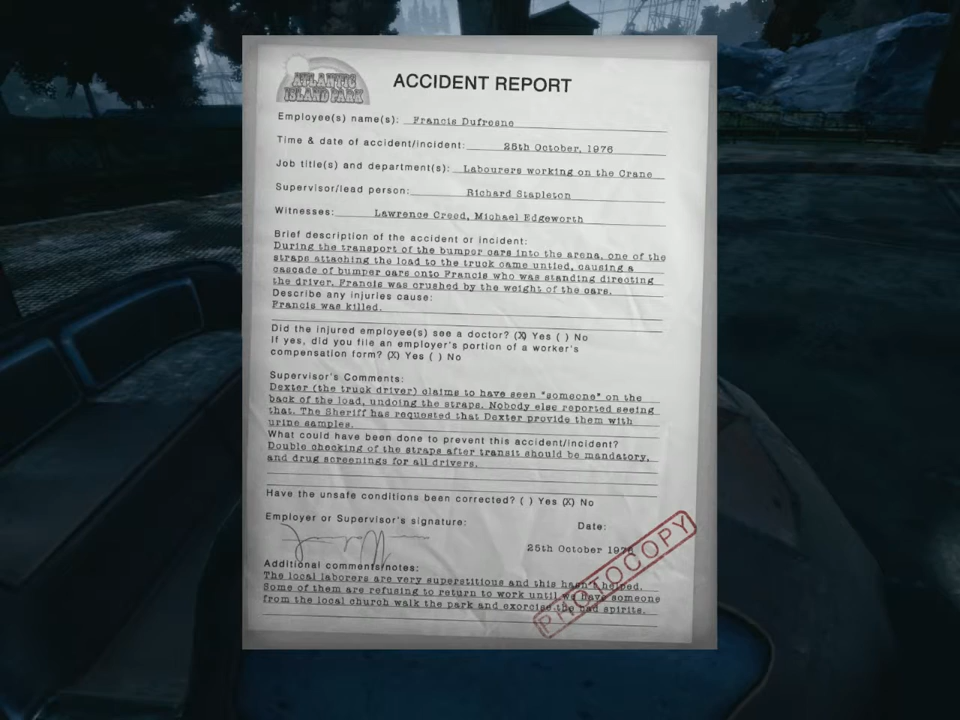 ATLANTIC
ISLAND PARK
ACCIDENT REPORT
Employee(s) name(s): Francis Dufresne
Time & date of accident/incident: 25th October, 1976
Job title(s) and department(s): Labourers working on the Crane
Supervisor/lead person: Richard Stapleton
Witnesses: Lawrence Creed, Michael Edgeworth
Brief description of the accident or incident:
During the transport of the bumper cars into the arena, one of the
straps attaching the load to the truck came untied, causing a
cascade of bumper cars onto Francis who was standing directing
the driver. Francis was crushed by the weight of the cars.
Describe any injuries cause:
Francis was killed.
Did the injured employee(s) see a doctor? (X) Yes ( ) No
If yes, did you file an employer's portion of a worker's
compensation form? (X) Yes ( ) No
Supervisor's Comments:
Dexter (the truck driver) claims to have seen "someone" on the
back of the load, undoing the straps. Nobody else reported seeing
that. The Sheriff has requested that Dexter provide them with
urine samples.
What could have been done to prevent this accident/incident?
Double checking of the straps after transit should be mandatory,
and drug screenings for all drivers.
Have the unsafe conditions been corrected? ( ) Yes (X) No
Employer or Supervisor's signature:
Date:
25th October 1976
Additional comments/notes:
The local laborers are very superstitious and this hasn't helped.
Some of them are refusing to return to work until we have someone
from the local church walk the park and exorcise the bad spirits.
PHOTOCOPY